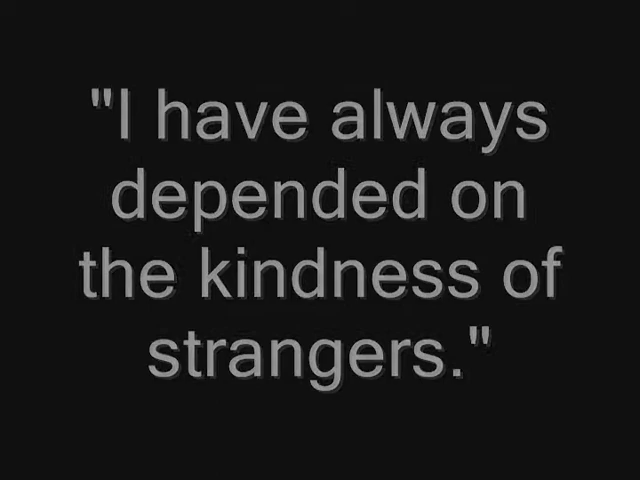 "I have always
depended on
the kindness of
strangers."